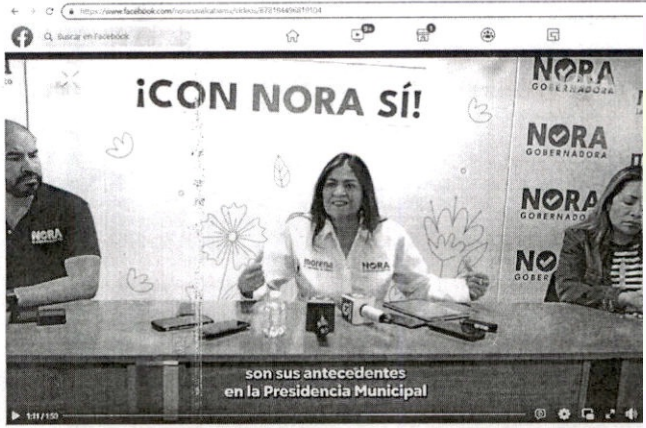 Buscar en Facebook
9+
¡CON NORA SÍ!
NORA
GOBERNADORA
NORA
GOBERNADORA
NORA
NORA
NORA
morena
NORA
son sus antecedentes
en la Presidencia Municipal
1:11 / 1:50